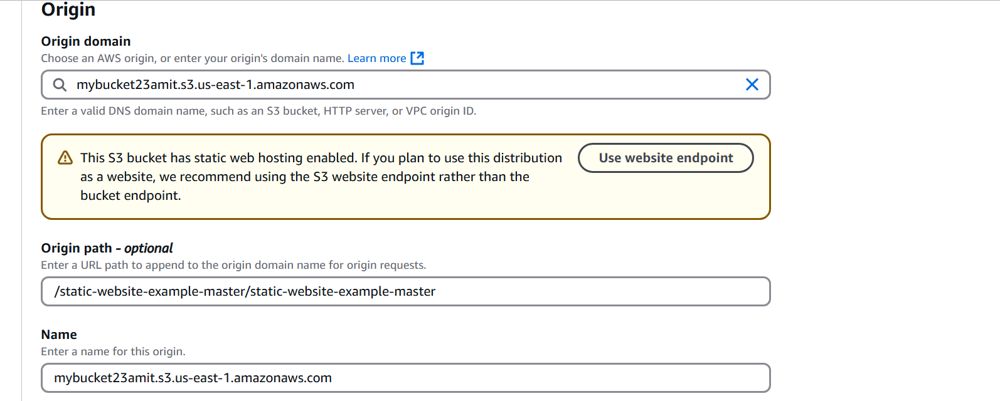 Origin
Origin domain
Choose an AWS origin, or enter your origin's domain name. Learn more
mybucket23amit.s3.us-east-1.amazonaws.com
Enter a valid DNS domain name, such as an S3 bucket, HTTP server, or VPC origin ID.
This S3 bucket has static web hosting enabled. If you plan to use this distribution
as a website, we recommend using the S3 website endpoint rather than the
bucket endpoint.
Use website endpoint
Origin path - optional
Enter a URL path to append to the origin domain name for origin requests.
/static-website-example-master/static-website-example-master
Name
Enter a name for this origin.
mybucket23amit.s3.us-east-1.amazonaws.com